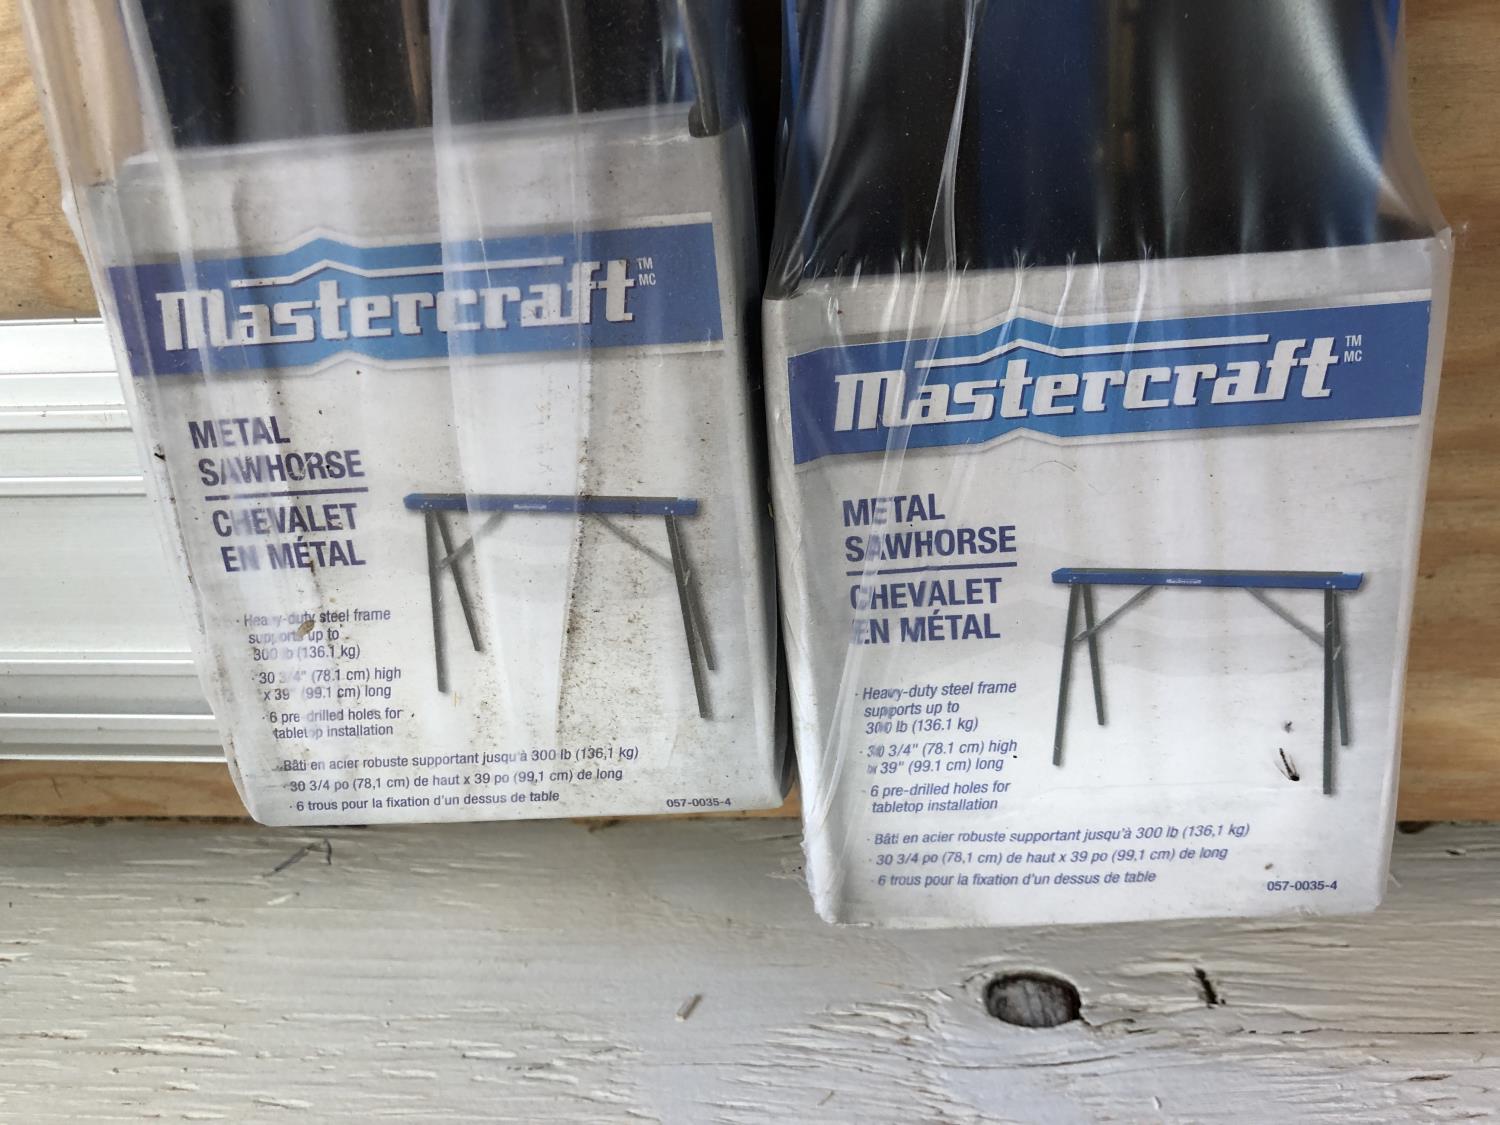 Mastercraft TM MC
METAL
SAWHORSE
CHEVALET
EN MÉTAL
Mastercraft
· Heavy-duty steel frame
supports up to
300 lb (136.1 kg)
· 30 3/4" (78.1 cm) high
x 39" (99.1 cm) long
· 6 pre-drilled holes for
tabletop installation
· Bâti en acier robuste supportant jusqu'à 300 lb (136,1 kg)
· 30 3/4 po (78,1 cm) de haut x 39 po (99,1 cm) de long
· 6 trous pour la fixation d'un dessus de table
057-0035-4
Mastercraft TM MC
METAL
SAWHORSE
CHEVALET
EN MÉTAL
Mastercraft
· Heavy-duty steel frame
supports up to
300 lb (136.1 kg)
· 30 3/4" (78.1 cm) high
x 39" (99.1 cm) long
· 6 pre-drilled holes for
tabletop installation
· Bâti en acier robuste supportant jusqu'à 300 lb (136,1 kg)
· 30 3/4 po (78,1 cm) de haut x 39 po (99,1 cm) de long
· 6 trous pour la fixation d'un dessus de table
057-0035-4